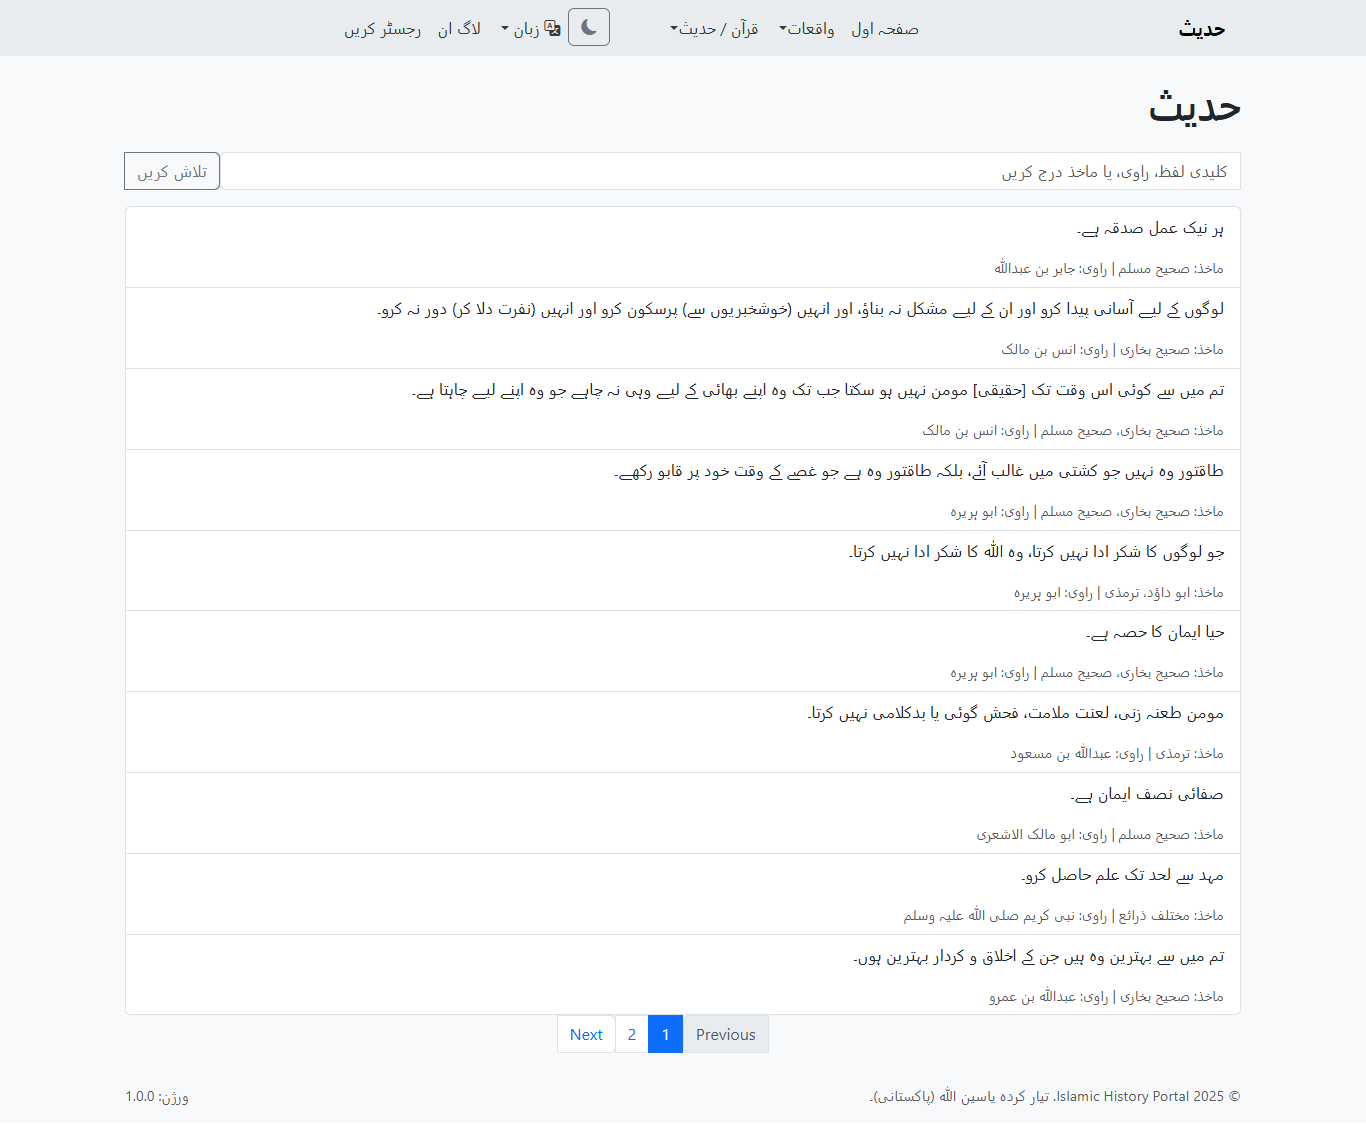 حدیث
صفحہ اول
واقعات
قرآن / حدیث
زبان
لاگ ان
رجسٹر کریں
حدیث
کلیدی لفظ، راوی، یا ماخذ درج کریں
تلاش کریں
ہر نیک عمل صدقہ ہے۔
ماخذ: صحیح مسلم | راوی: جابر بن عبداللہ
لوگوں کے لیے آسانی پیدا کرو اور ان کے لیے مشکل نہ بناؤ، اور انہیں (خوشخبریوں سے) پرسکون کرو اور انہیں (نفرت دلا کر) دور نہ کرو۔
ماخذ: صحیح بخاری | راوی: انس بن مالک
تم میں سے کوئی اس وقت تک [حقیقی] مومن نہیں ہو سکتا جب تک وہ اپنے بھائی کے لیے وہی نہ چاہے جو وہ اپنے لیے چاہتا ہے۔
ماخذ: صحیح بخاری، صحیح مسلم | راوی: انس بن مالک
طاقتور وہ نہیں جو کشتی میں غالب آئے، بلکہ طاقتور وہ ہے جو غصے کے وقت خود پر قابو رکھے۔
ماخذ: صحیح بخاری، صحیح مسلم | راوی: ابو ہریرہ
جو لوگوں کا شکر ادا نہیں کرتا، وہ اللہ کا شکر ادا نہیں کرتا۔
ماخذ: ابو داؤد، ترمذی | راوی: ابو ہریرہ
حیا ایمان کا حصہ ہے۔
ماخذ: صحیح بخاری، صحیح مسلم | راوی: ابو ہریرہ
مومن طعنہ زنی، لعنت ملامت، فحش گوئی یا بدکلامی نہیں کرتا۔
ماخذ: ترمذی | راوی: عبداللہ بن مسعود
صفائی نصف ایمان ہے۔
ماخذ: صحیح مسلم | راوی: ابو مالک الاشعری
مہد سے لحد تک علم حاصل کرو۔
ماخذ: مختلف ذرائع | راوی: نبی کریم صلی اللہ علیہ وسلم
تم میں سے بہترین وہ ہیں جن کے اخلاق و کردار بہترین ہوں۔
ماخذ: صحیح بخاری | راوی: عبداللہ بن عمرو
Previous
1
2
Next
© 2025 Islamic History Portal. تیار کردہ یاسین اللہ (پاکستانی)۔
ورژن: 1.0.0